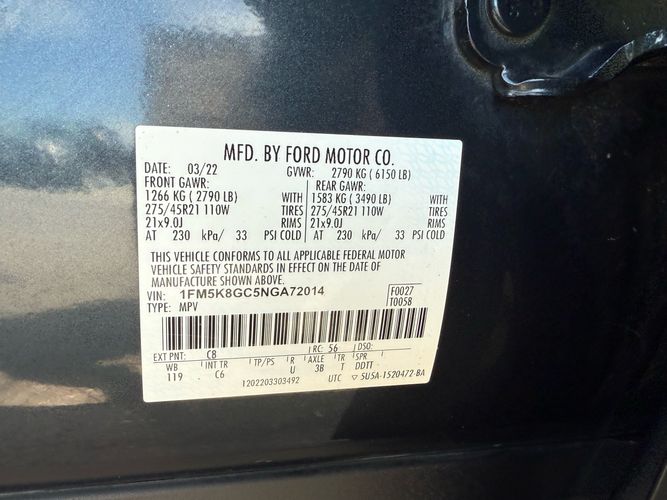 MFD. BY FORD MOTOR CO.
DATE: 03/22 GVWR: 2790 KG ( 6150 LB)
FRONT GAWR: REAR GAWR:
1266 KG ( 2790 LB) WITH 1583 KG ( 3490 LB) WITH
275/45R21 110W TIRES 275/45R21 110W TIRES
21x9.0J RIMS 21x9.0J RIMS
AT 230 kPa/ 33 PSI COLD AT 230 kPa/ 33 PSI COLD
THIS VEHICLE CONFORMS TO ALL APPLICABLE FEDERAL MOTOR
VEHICLE SAFETY STANDARDS IN EFFECT ON THE DATE OF
MANUFACTURE SHOWN ABOVE.
VIN: 1FM5K8GC5NGA72014 F0027
TYPE: MPV T0058
EXT PNT: C8 RC: 56 DSO:
WB INT TR TP/PS R AXLE TR SPR
119 C6 U 3B T DDTT
1202203303492 UTC ▽ 5U5A-1520472-BA